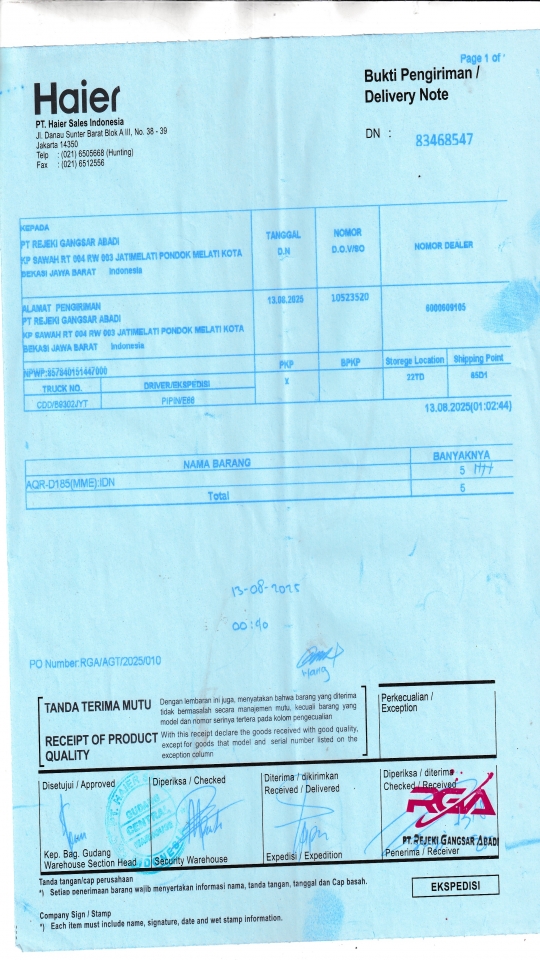 Page 1 of
Haier
PT. Haier Sales Indonesia
Jl. Danau Sunter Barat Blok A III, No. 38 - 39
Jakarta 14350
Telp : (021) 6505668 (Hunting)
Fax : (021) 6512556
Bukti Pengiriman /
Delivery Note
DN : 83468547
KEPADA
PT REJEKI GANGSAR ABADI
KP SAWAH RT 004 RW 003 JATIMELATI PONDOK MELATI KOTA
BEKASI JAWA BARAT Indonesia
TANGGAL
D.N
NOMOR
D.O.V/SO
NOMOR DEALER
ALAMAT PENGIRIMAN
PT REJEKI GANGSAR ABADI
KP SAWAH RT 004 RW 003 JATIMELATI PONDOK MELATI KOTA
BEKASI JAWA BARAT Indonesia
13.08.2025
10523520
6000609105
NPWP:857840151447000
PKP
BPKP
Storege Location
Shipping Point
TRUCK NO.
DRIVER/EKSPEDISI
X
22TD
65D1
CDD/B9302JYT
PIPIN/E66
13.08.2025(01:02:44)
NAMA BARANG
BANYAKNYA
AQR-D185(MME):IDN
5
Total
5
13-08-2025
00:40
PO Number:RGA/AGT/2025/010
Hang
TANDA TERIMA MUTU
Dengan lembaran ini juga, menyatakan bahwa barang yang diterima
tidak bermasalah secara manajemen mutu, kecuali barang yang
model dan nomor serinya tertera pada kolom pengecualian
RECEIPT OF PRODUCT
QUALITY
With this receipt declare the goods received with good quality,
except for goods that model and serial number listed on the
exception column
Perkecualian /
Exception
Disetujui / Approved
Diperiksa / Checked
Diterima / dikirimkan
Received / Delivered
Diperiksa / diterima
Checked / Received
RGA
PT. REJEKI GANGSAR ABADI
Kep. Bag. Gudang
Warehouse Section Head
Security Warehouse
Expedisi / Expedition
Penerima / Receiver
Tanda tangan/cap perusahaan
*) Setiap penerimaan barang wajib menyertakan informasi nama, tanda tangan, tanggal dan Cap basah.
EKSPEDISI
Company Sign / Stamp
*) Each item must include name, signature, date and wet stamp information.